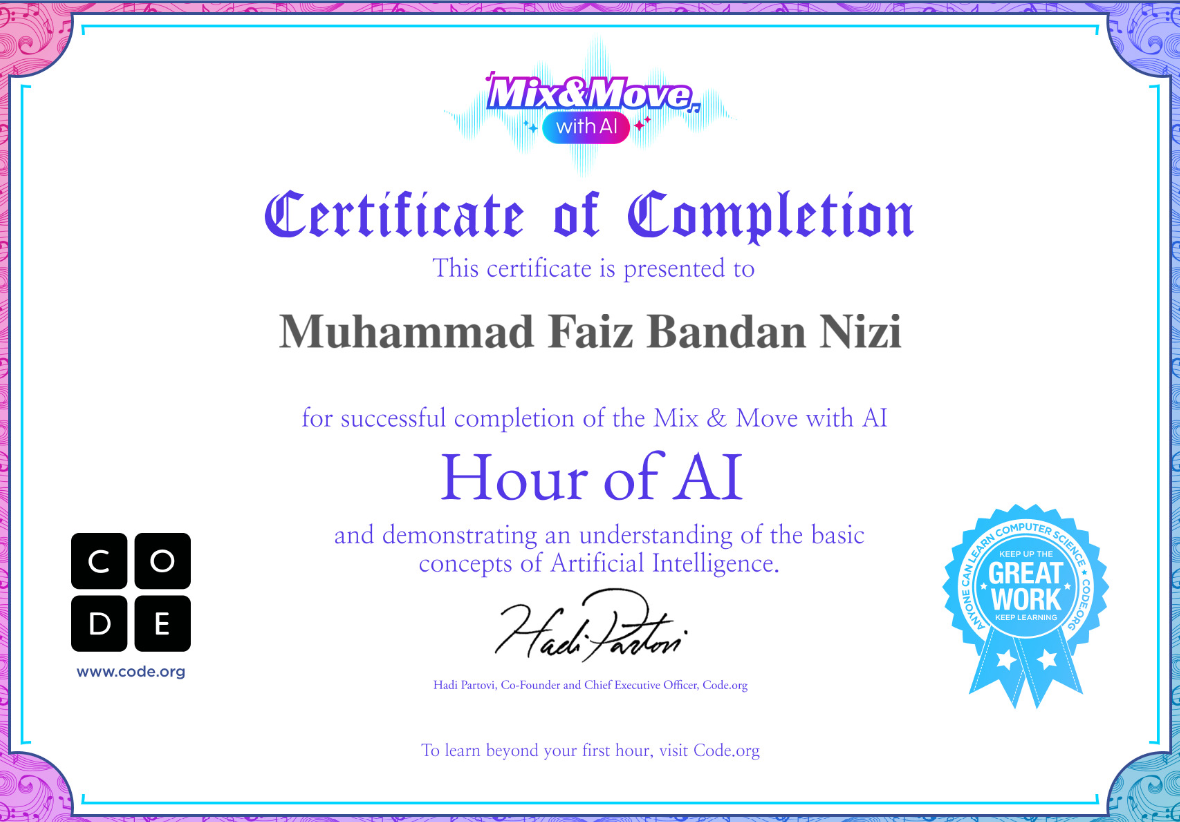 Mix&Move
with AI
Certificate of Completion
This certificate is presented to
Muhammad Faiz Bandan Nizi
for successful completion of the Mix & Move with AI
Hour of AI
and demonstrating an understanding of the basic
concepts of Artificial Intelligence.
C O
D E
www.code.org
Hadi Partovi
Hadi Partovi, Co-Founder and Chief Executive Officer, Code.org
ANYONE CAN LEARN COMPUTER SCIENCE ★ CODE.ORG
KEEP UP THE
GREAT
WORK
KEEP LEARNING
To learn beyond your first hour, visit Code.org